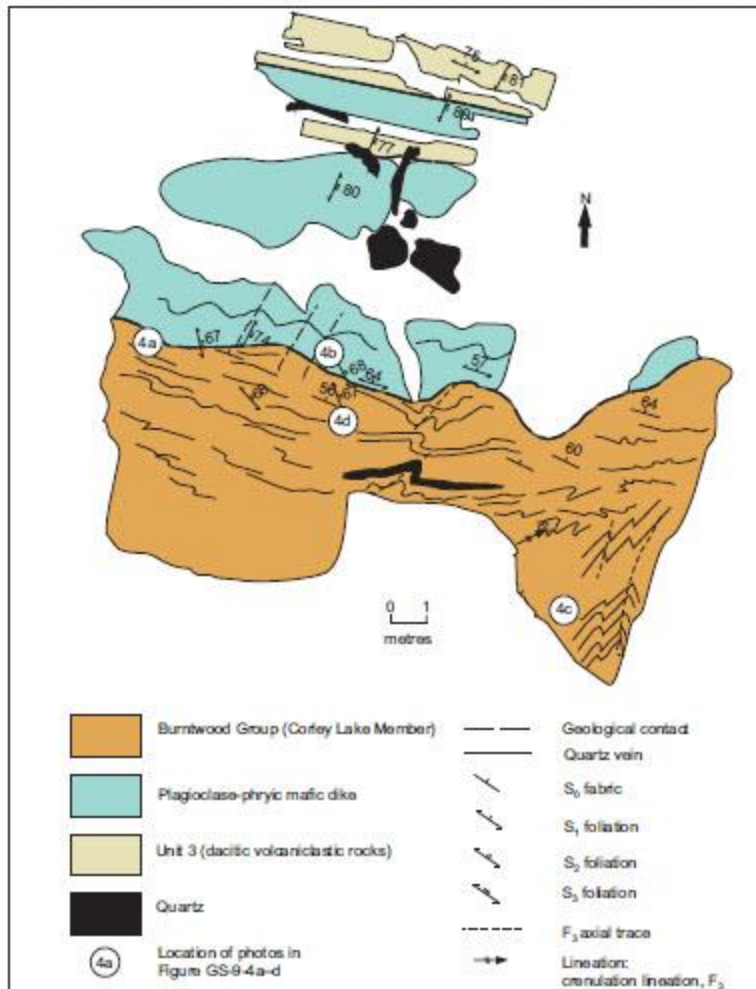 76
81
77
80
N
4a
67
74
4b
64
57
56
61
4d
68
64
60
4c
0 1
metres
Burntwood Group (Corley Lake Member)
Plagioclase-phyric mafic dike
Unit 3 (dacitic volcaniclastic rocks)
Quartz
4a
Location of photos in
Figure GS-9-4a–d
Geological contact
Quartz vein
S0 fabric
S1 foliation
S2 foliation
S3 foliation
F3 axial trace
Lineation:
crenulation lineation, F3